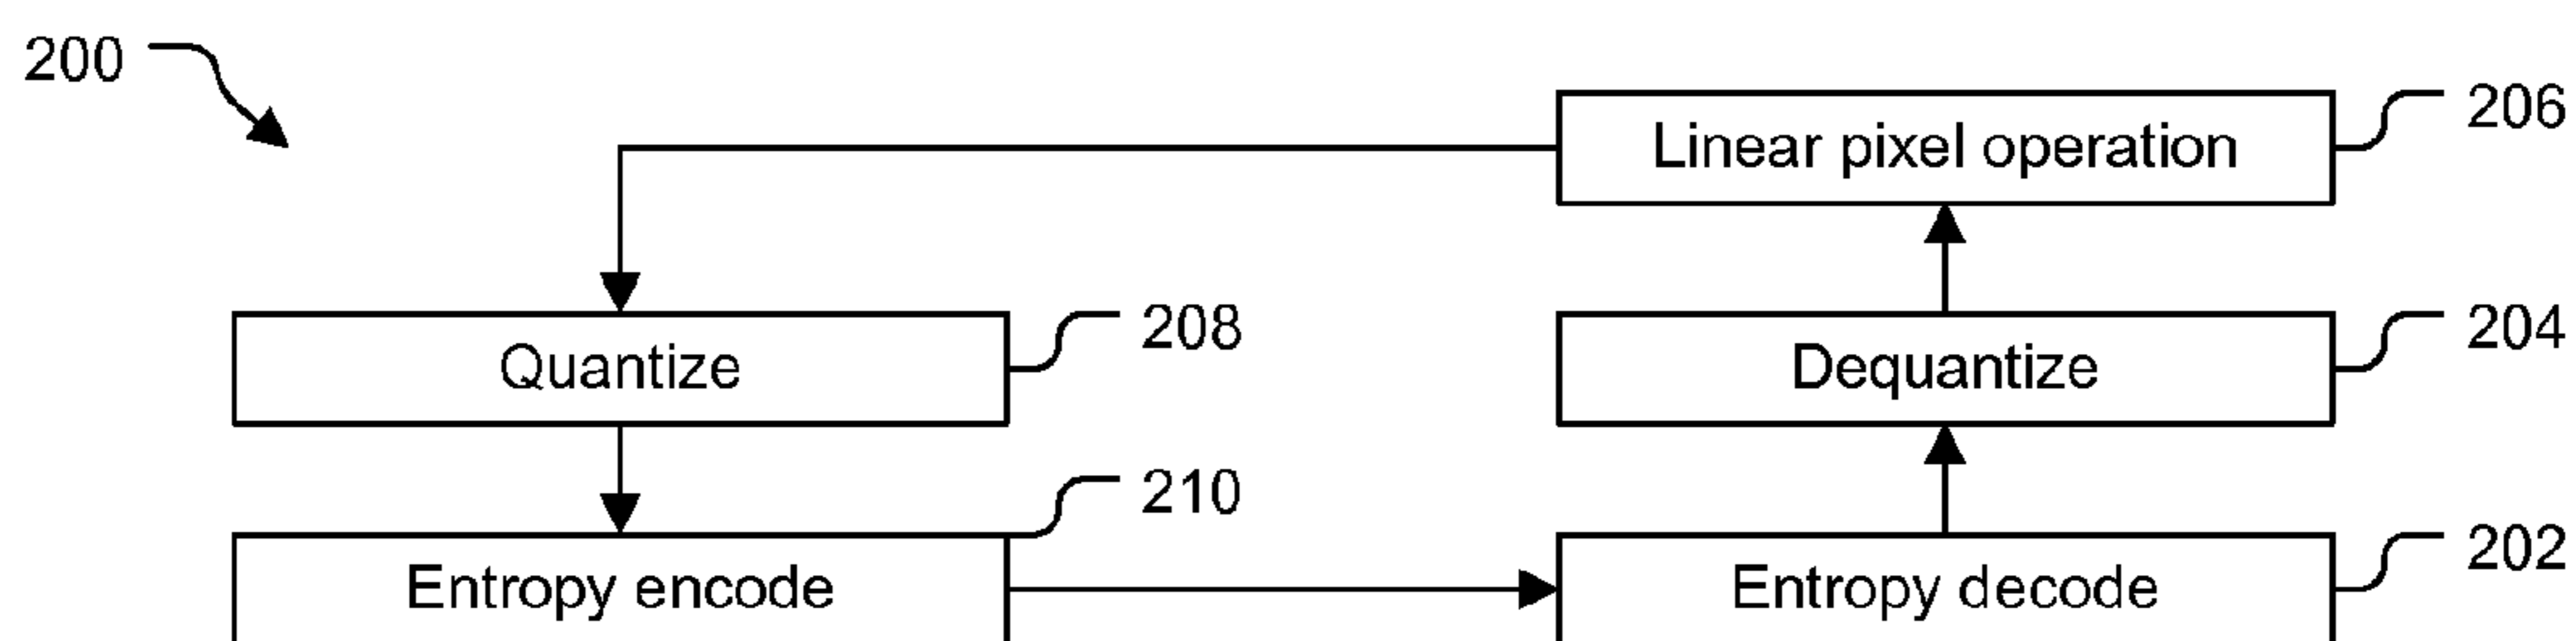 200
206
Linear pixel operation
208
204
Quantize
Dequantize
210
202
Entropy encode
Entropy decode